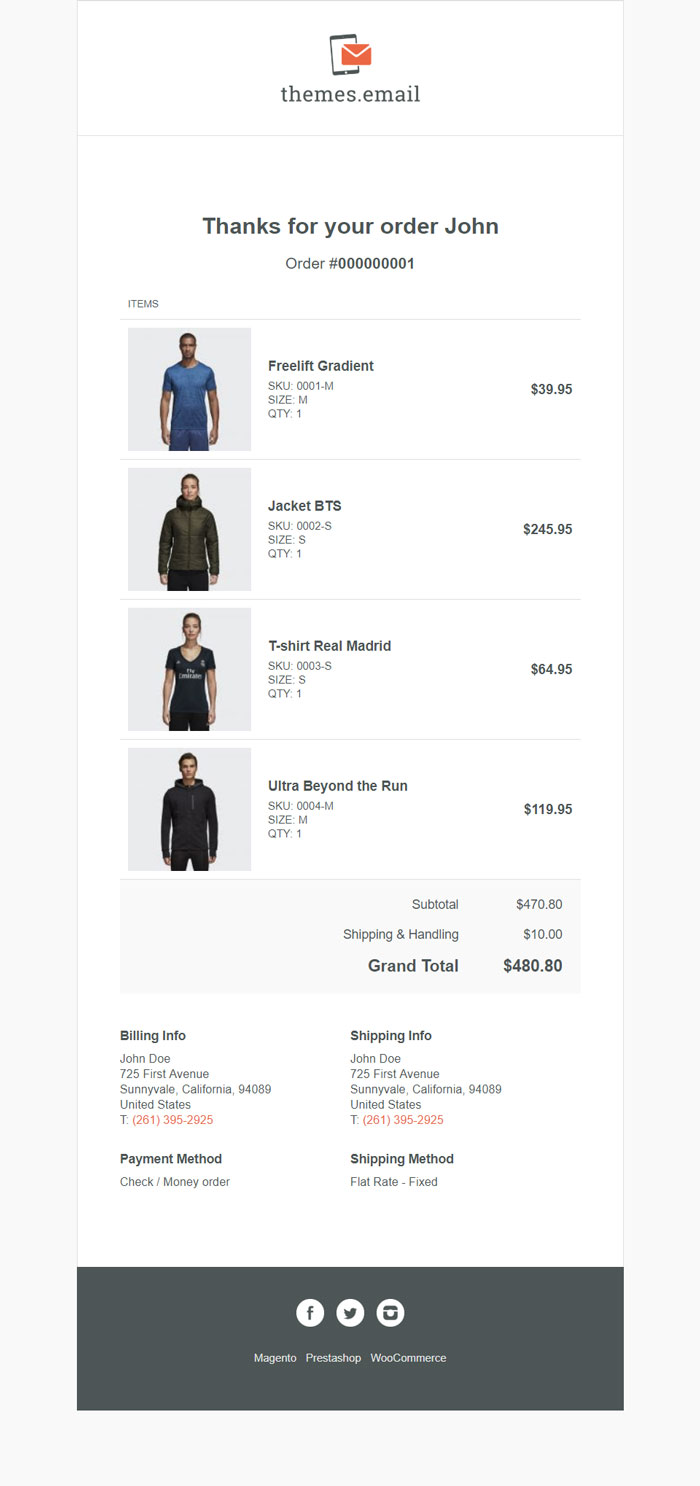 themes.email
Thanks for your order John
Order #000000001
ITEMS
Freelift Gradient
SKU: 0001-M
SIZE: M
QTY: 1
$39.95
Jacket BTS
SKU: 0002-S
SIZE: S
QTY: 1
$245.95
Fly
Emirates
T-shirt Real Madrid
SKU: 0003-S
SIZE: S
QTY: 1
$64.95
Ultra Beyond the Run
SKU: 0004-M
SIZE: M
QTY: 1
$119.95
Subtotal $470.80
Shipping & Handling $10.00
Grand Total $480.80
Billing Info
John Doe
725 First Avenue
Sunnyvale, California, 94089
United States
T: (261) 395-2925
Shipping Info
John Doe
725 First Avenue
Sunnyvale, California, 94089
United States
T: (261) 395-2925
Payment Method
Check / Money order
Shipping Method
Flat Rate - Fixed
Magento Prestashop WooCommerce